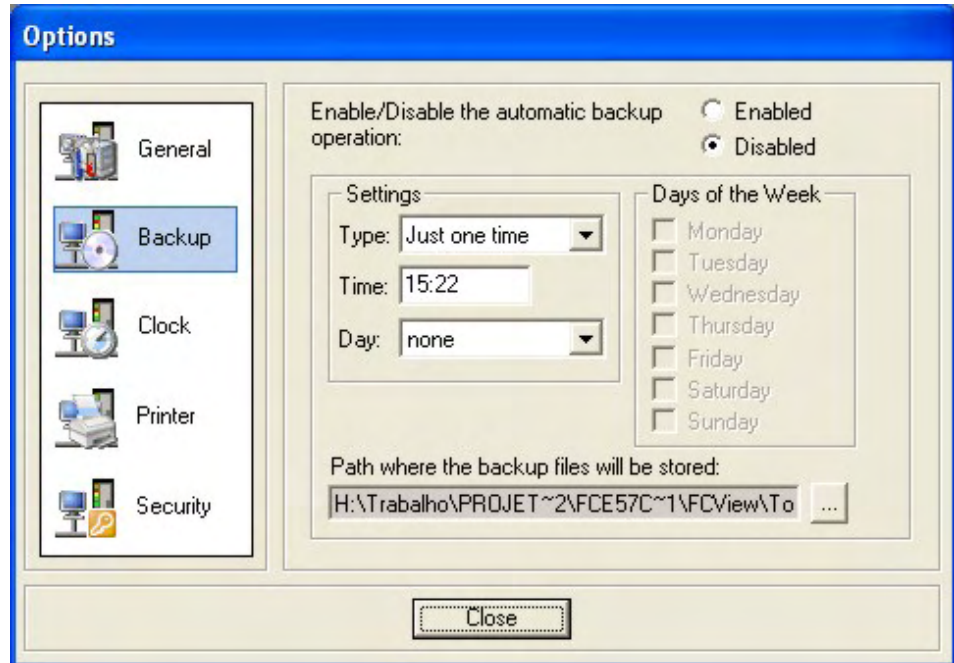 Options
General
Backup
Clock
Printer
Security
Enable/Disable the automatic backup
operation:
Enabled
Disabled
Settings
Type: Just one time
Time: 15:22
Day: none
Days of the Week
Monday
Tuesday
Wednesday
Thursday
Friday
Saturday
Sunday
Path where the backup files will be stored:
H:\Trabalho\PROJET~2\FCE57C~1\FCView\To
...
Close